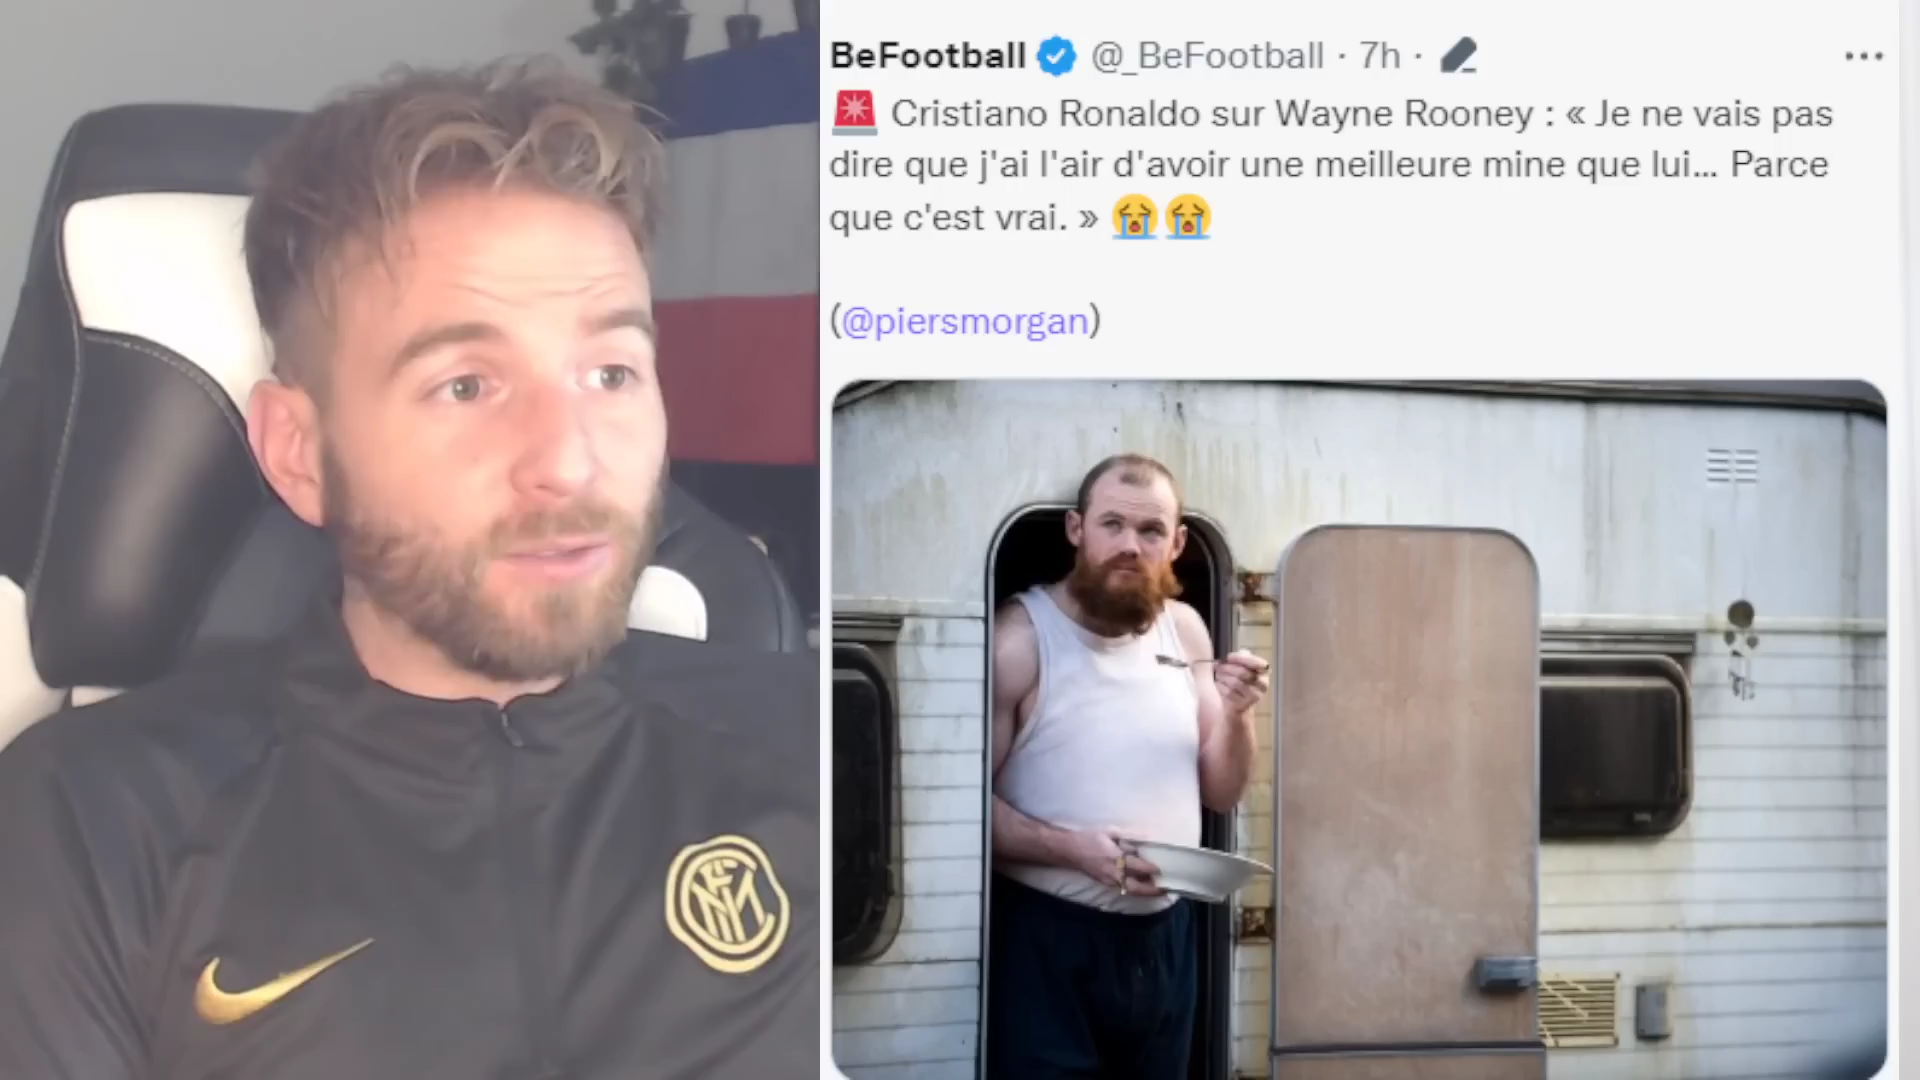 BeFootball @_BeFootball · 7h ·
🚨 Cristiano Ronaldo sur Wayne Rooney : « Je ne vais pas
dire que j'ai l'air d'avoir une meilleure mine que lui... Parce
que c'est vrai. » 😭😭
(@piersmorgan)